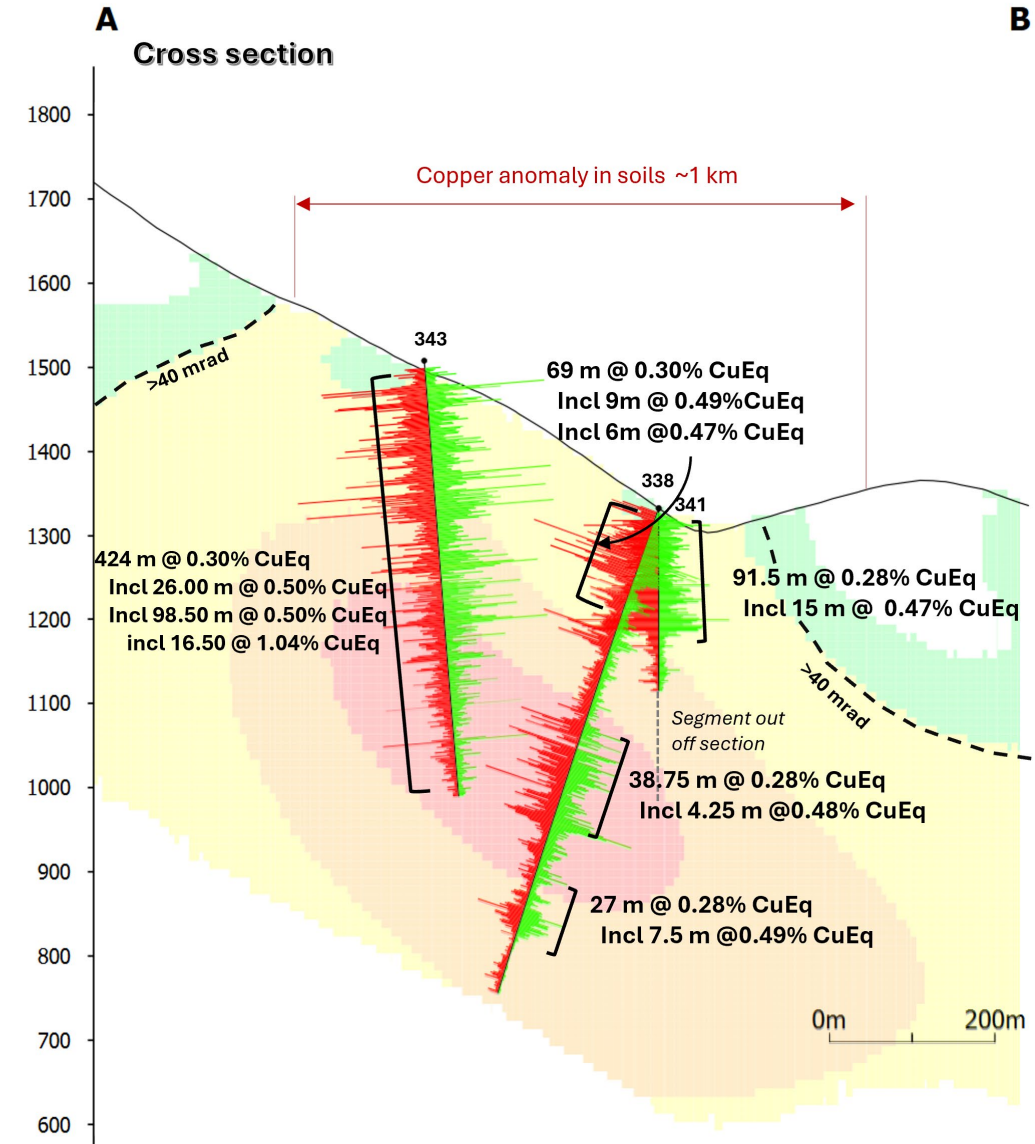 A
B
Cross section
1800
1700
1600
1500
1400
1300
1200
1100
1000
900
800
700
600
Copper anomaly in soils ~1 km
>40 mrad
343
69 m @ 0.30% CuEq
Incl 9m @ 0.49%CuEq
Incl 6m @0.47% CuEq
338
341
424 m @ 0.30% CuEq
Incl 26.00 m @ 0.50% CuEq
Incl 98.50 m @ 0.50% CuEq
incl 16.50 @ 1.04% CuEq
91.5 m @ 0.28% CuEq
Incl 15 m @ 0.47% CuEq
>40 mrad
Segment out
off section
38.75 m @ 0.28% CuEq
Incl 4.25 m @0.48% CuEq
27 m @ 0.28% CuEq
Incl 7.5 m @0.49% CuEq
0m
200m